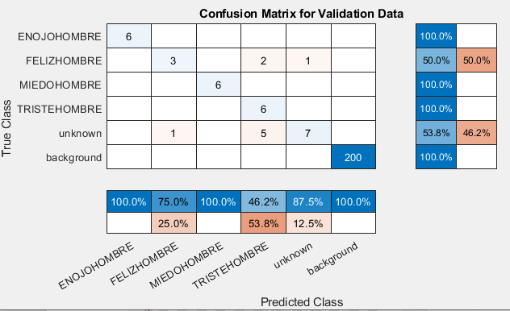 Confusion Matrix for Validation Data
ENOJOHOMBRE 6 100.0%
FELIZHOMBRE 3 2 1 50.0% 50.0%
MIEDOHOMBRE 6 100.0%
TRISTEHOMBRE 6 100.0%
unknown 1 5 7 53.8% 46.2%
background 200 100.0%
True Class
100.0% 75.0% 100.0% 46.2% 87.5% 100.0%
25.0% 53.8% 12.5%
ENOJOHOMBRE FELIZHOMBRE MIEDOHOMBRE TRISTEHOMBRE unknown background
Predicted Class